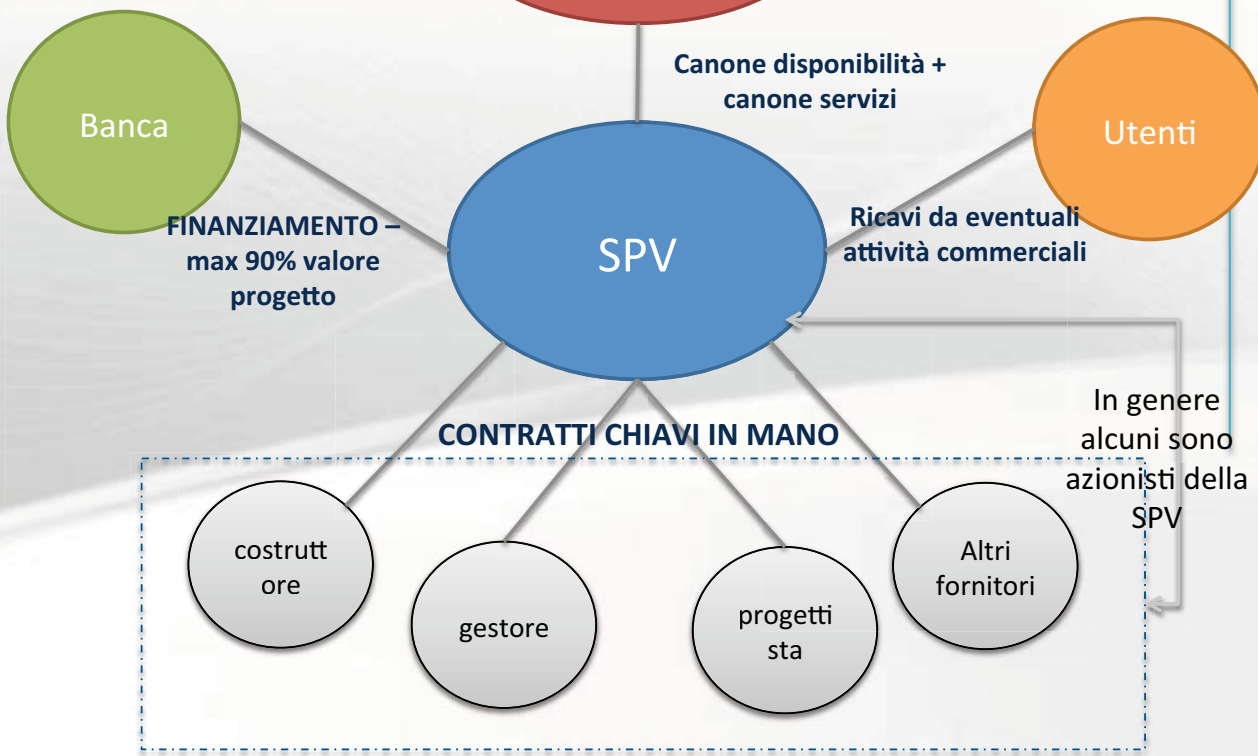 Canone disponibilità +
canone servizi
Banca
Utenti
FINANZIAMENTO –
max 90% valore
progetto
SPV
Ricavi da eventuali
attività commerciali
CONTRATTI CHIAVI IN MANO
In genere
alcuni sono
azionisti della
SPV
costrutt
ore
gestore
progetti
sta
Altri
fornitori